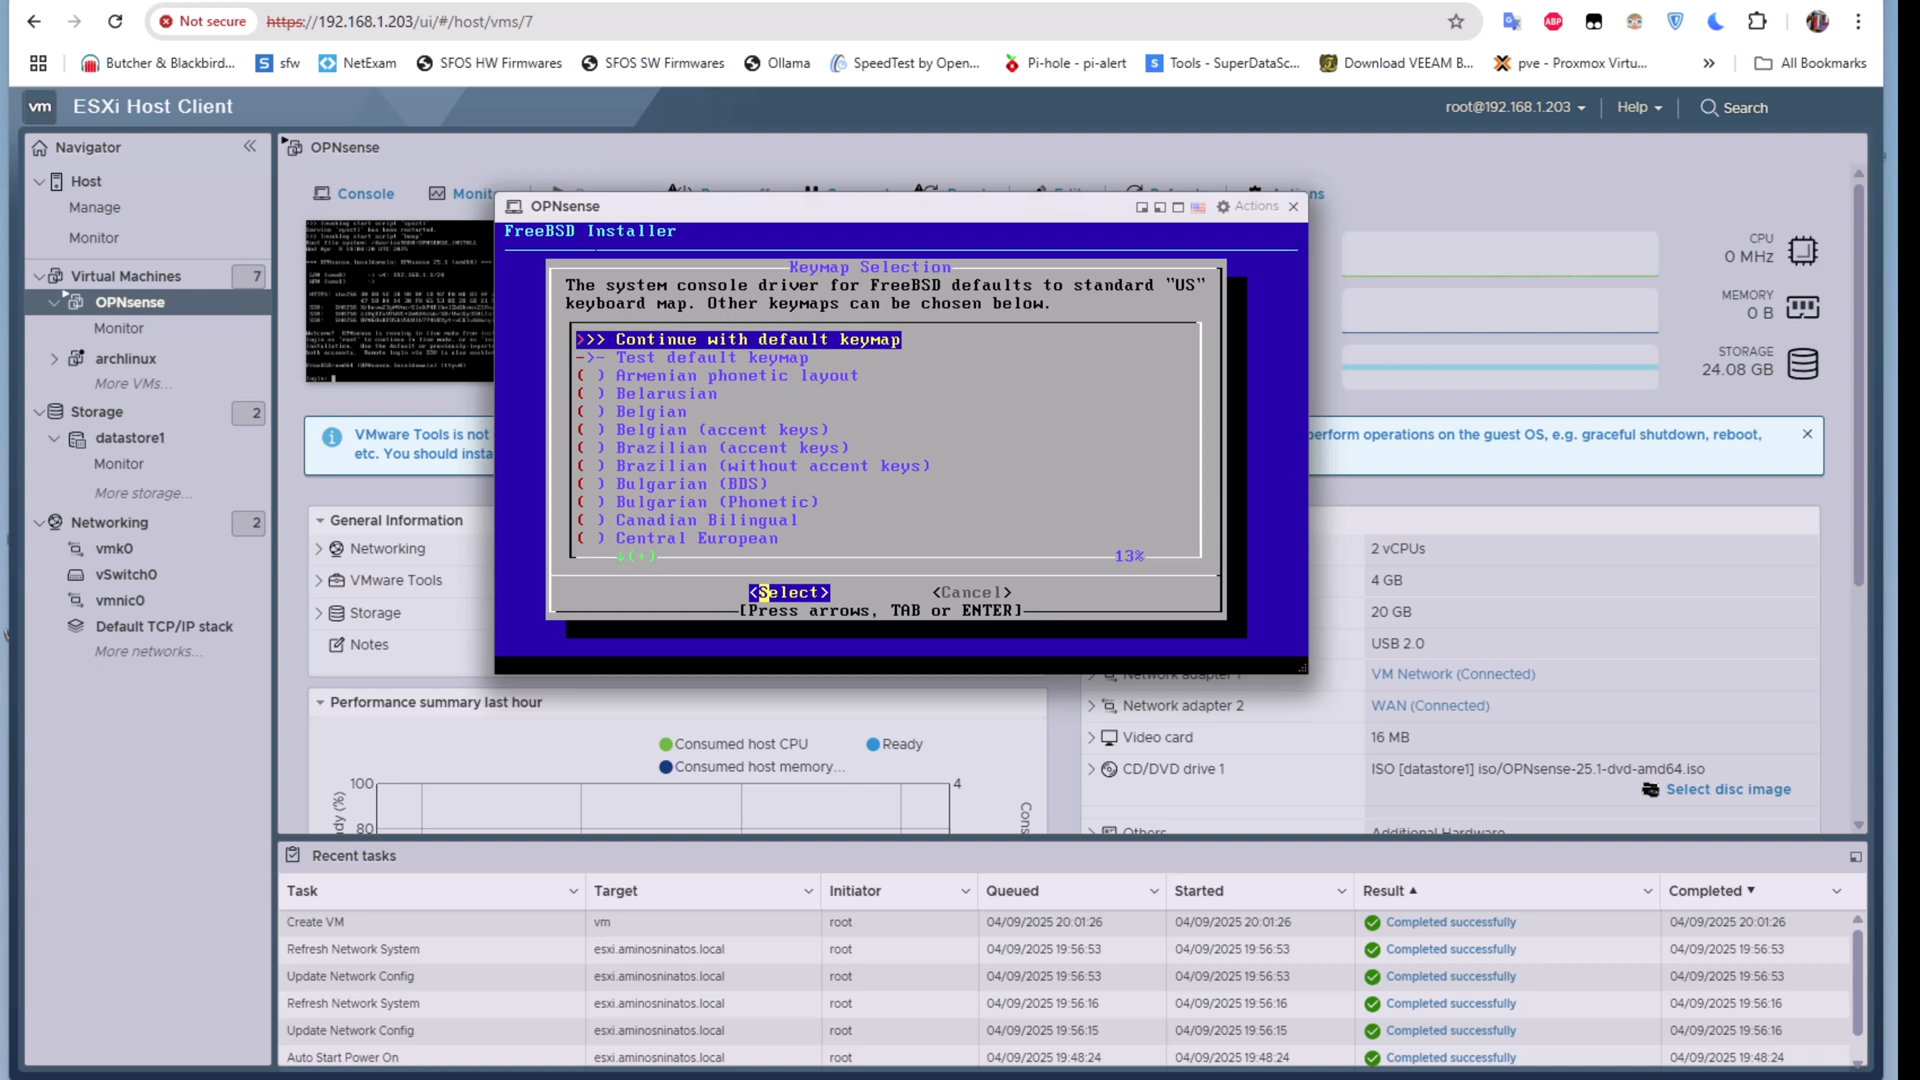 Not secure https://192.168.1.203/ui/#/host/vms/7
Butcher & Blackbird... sfw NetExam SFOS HW Firmwares SFOS SW Firmwares Ollama SpeedTest by Open... Pi-hole - pi-alert Tools - SuperDataSc... Download VEEAM B... pve - Proxmox Virtu... » All Bookmarks
vm ESXi Host Client root@192.168.1.203 Help Search
Navigator
Host
Manage
Monitor
Virtual Machines 7
OPNsense
Monitor
archlinux
More VMs...
Storage 2
datastore1
Monitor
More storage...
Networking 2
vmk0
vSwitch0
vmnic0
Default TCP/IP stack
More networks...
OPNsense
Console Monit
OPNsense Actions
FreeBSD Installer
Keymap Selection
The system console driver for FreeBSD defaults to standard "US"
keyboard map. Other keymaps can be chosen below.
>>> Continue with default keymap
->- Test default keymap
( ) Armenian phonetic layout
( ) Belarusian
( ) Belgian
( ) Belgian (accent keys)
( ) Brazilian (accent keys)
( ) Brazilian (without accent keys)
( ) Bulgarian (BDS)
( ) Bulgarian (Phonetic)
( ) Canadian Bilingual
( ) Central European
↓(+) 13%
<Select> <Cancel>
[Press arrows, TAB or ENTER]
CPU
0 MHz
MEMORY
0 B
STORAGE
24.08 GB
VMware Tools is not
etc. You should insta
perform operations on the guest OS, e.g. graceful shutdown, reboot,
General Information
Networking
VMware Tools
Storage
Notes
2 vCPUs
4 GB
20 GB
USB 2.0
Network adapter 1 VM Network (Connected)
Network adapter 2 WAN (Connected)
Video card 16 MB
CD/DVD drive 1 ISO [datastore1] iso/OPNsense-25.1-dvd-amd64.iso
Select disc image
Others Additional Hardware
Performance summary last hour
Consumed host CPU Ready
Consumed host memory...
100 4
80
Recent tasks
Task Target Initiator Queued Started Result ▲ Completed ▼
Create VM vm root 04/09/2025 20:01:26 04/09/2025 20:01:26 Completed successfully 04/09/2025 20:01:26
Refresh Network System esxi.aminosninatos.local root 04/09/2025 19:56:53 04/09/2025 19:56:53 Completed successfully 04/09/2025 19:56:53
Update Network Config esxi.aminosninatos.local root 04/09/2025 19:56:53 04/09/2025 19:56:53 Completed successfully 04/09/2025 19:56:53
Refresh Network System esxi.aminosninatos.local root 04/09/2025 19:56:16 04/09/2025 19:56:16 Completed successfully 04/09/2025 19:56:16
Update Network Config esxi.aminosninatos.local root 04/09/2025 19:56:15 04/09/2025 19:56:15 Completed successfully 04/09/2025 19:56:16
Auto Start Power On esxi.aminosninatos.local root 04/09/2025 19:48:24 04/09/2025 19:48:24 Completed successfully 04/09/2025 19:48:24